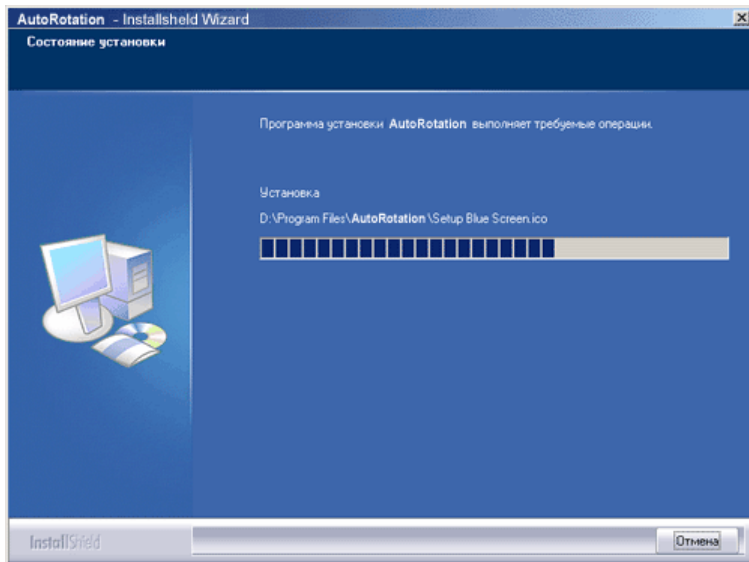 AutoRotation - Installsheld Wizard
Состояние установки
Программа установки AutoRotation выполняет требуемые операции.
Установка
D:\Program Files\AutoRotation \Setup Blue Screen.ico
InstallShield
Отмена